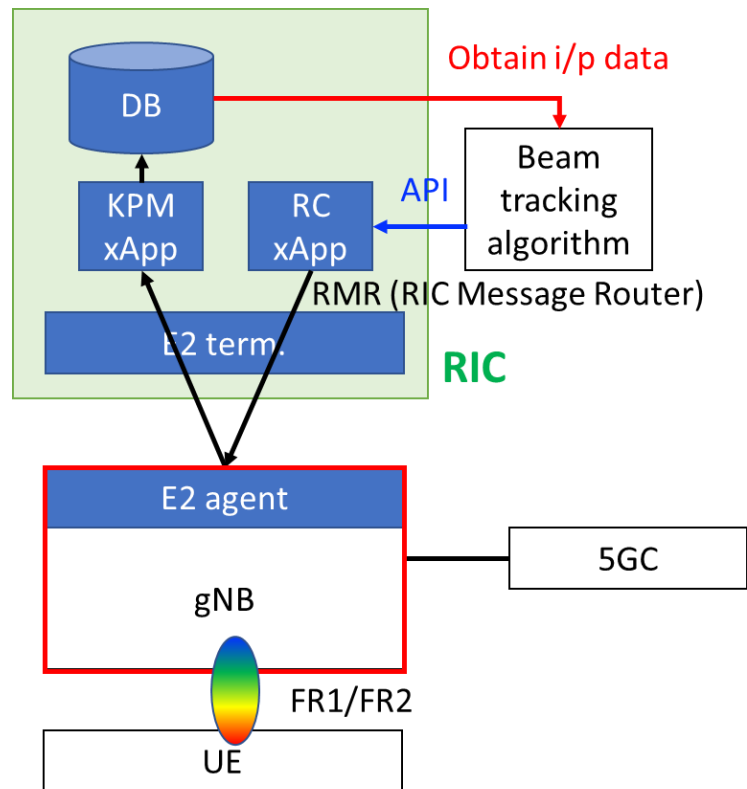 Obtain i/p data
DB
Beam
tracking
algorithm
API
KPM
xApp
RC
xApp
RMR (RIC Message Router)
E2 term.
RIC
E2 agent
gNB
5GC
FR1/FR2
UE